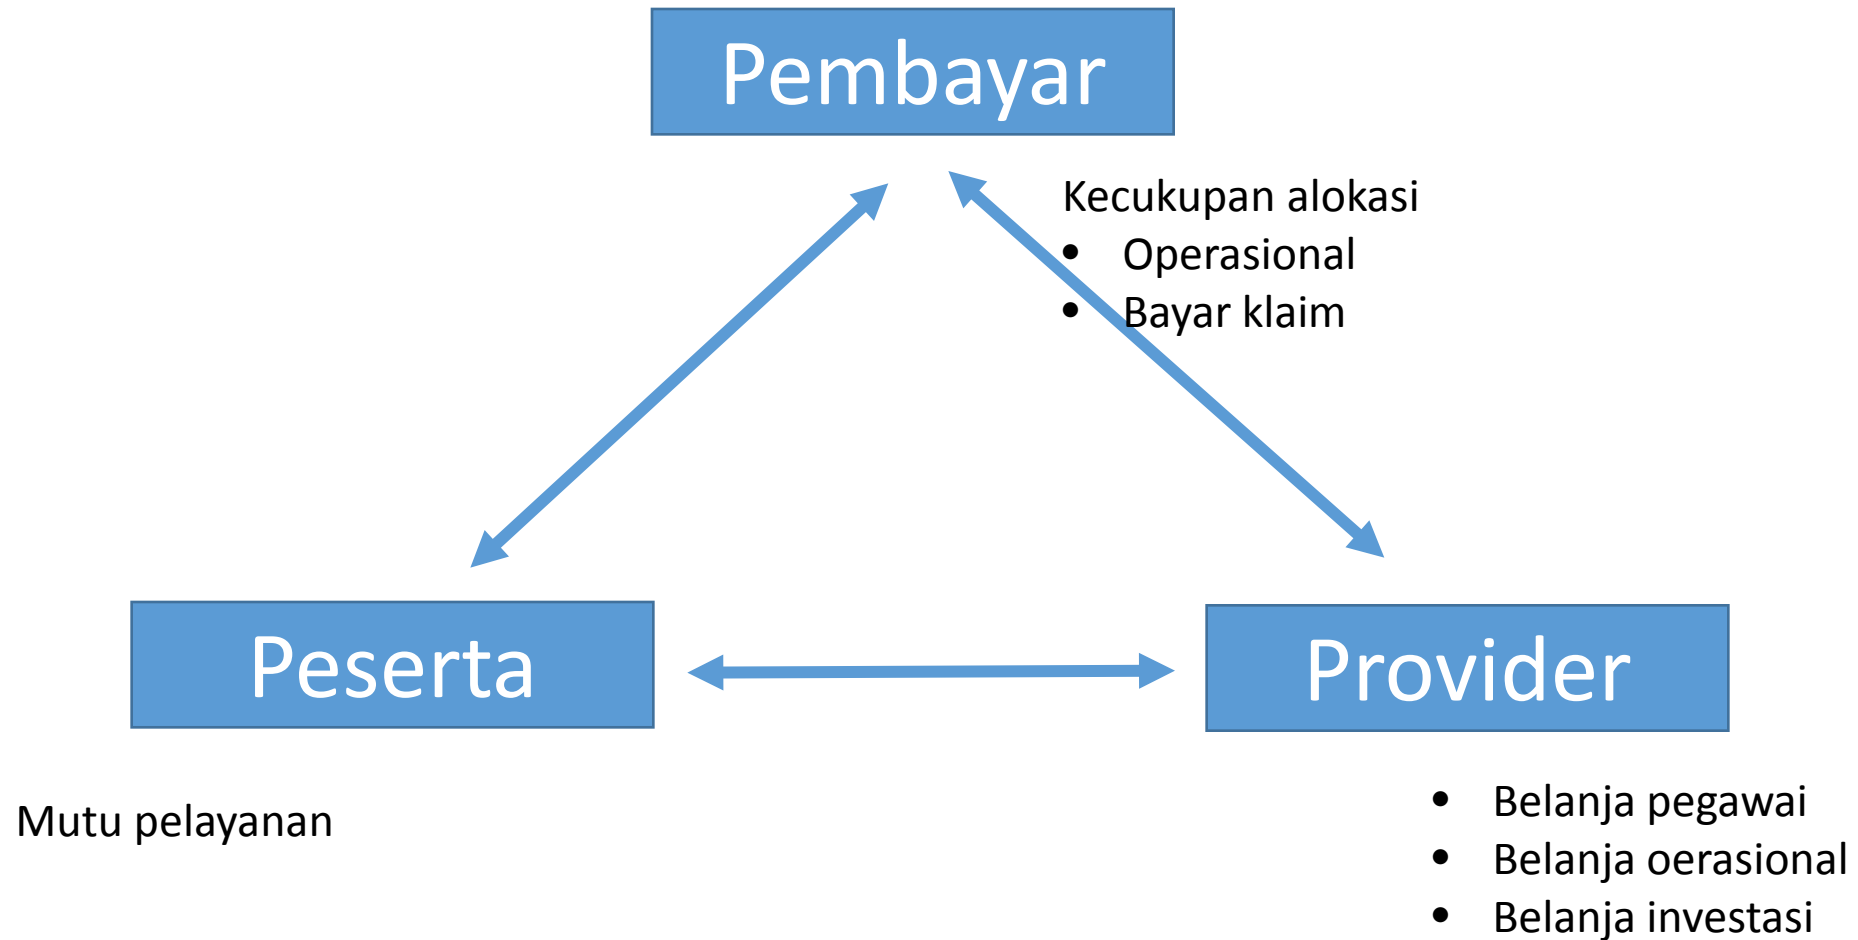 Pembayar
Kecukupan alokasi
• Operasional
• Bayar klaim
Peserta
Provider
Mutu pelayanan
• Belanja pegawai
• Belanja oerasional
• Belanja investasi